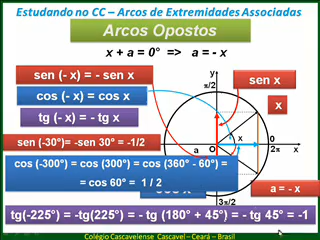 Estudando no CC – Arcos de Extremidades Associadas
Arcos Opostos
x + a = 0° => a = - x
sen (- x) = - sen x
cos (- x) = cos x
tg (- x) = - tg x
sen (-30°)= -sen 30° = -1/2
cos (-300°) = cos (300°) = cos (360° - 60°) =
= cos 60° = 1 / 2
tg(-225°) = -tg(225°) = - tg (180° + 45°) = - tg 45° = -1
y
π/2
sen x
x
π
a
O
x
0
2π
x
3π/2
a = - x
Colégio Cascavelense Cascavel – Ceará – Brasil